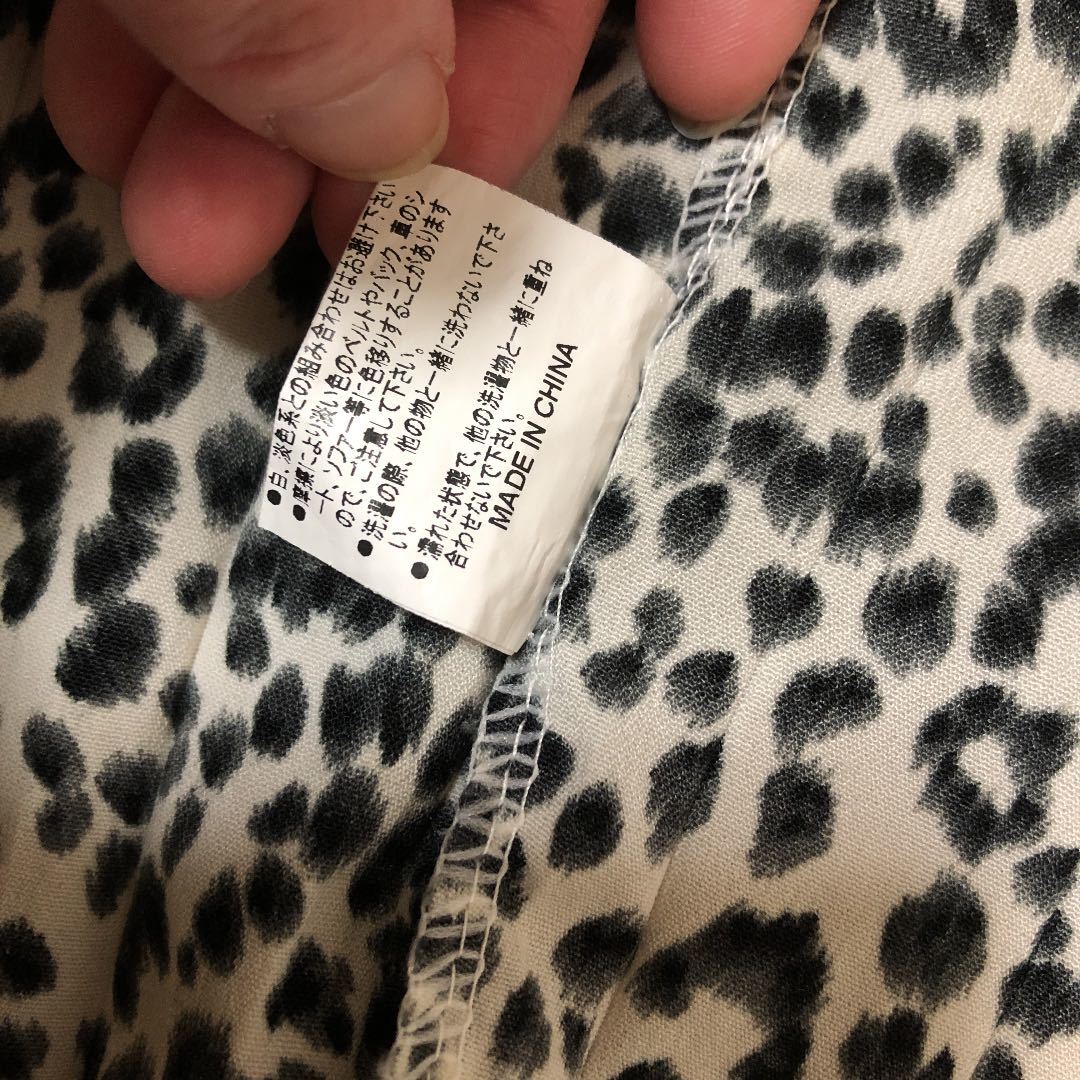 ●白、淡色系との組み合わせはお避け下さい
●摩擦により淡い色のベルトやバック、車のシ
ート、ソファー等に色移りすることがあります
ので、ご注意して下さい。
●洗濯の際、他の物と一緒に洗わないで下さ
い。
●濡れた状態で、他の洗濯物と一緒に重ね
合わせないで下さい。
MADE IN CHINA